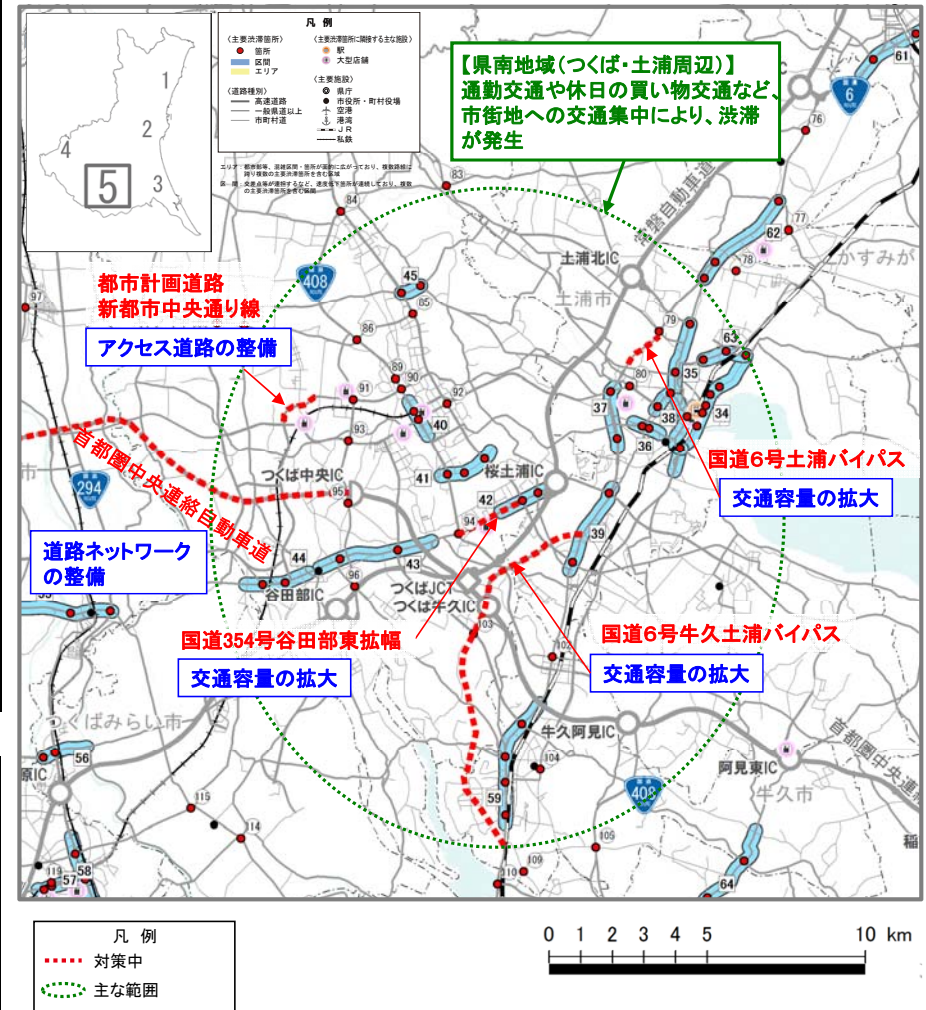 凡 例
〈主要渋滞箇所〉
箇所
区間
エリア
〈道路種別〉
高速道路
一般県道以上
市町村道
〈主要渋滞箇所に隣接する主な施設〉
駅
大型店舗
〈主要施設〉
県庁
市役所・町村役場
空港
港湾
JR
私鉄
1
2
3
4
5
【県南地域(つくば・土浦周辺)】
通勤交通や休日の買い物交通など、
市街地への交通集中により、渋滞
が発生
国道
6
61
76
83
84
常磐自動車道
77
62
78
土浦北IC
土浦市
かすみが
408
45
85
97
都市計画道路
新都市中央通り線
アクセス道路の整備
86
79
63
35
80
89
90
91
92
37
38
34
40
36
93
首都圏中央連絡自動車道
つくば中央IC
41
桜土浦IC
国道6号土浦バイパス
交通容量の拡大
294
95
42
94
39
道路ネットワーク
の整備
44
43
谷田部IC
96
つくばJCT
つくば牛久IC
103
国道354号谷田部東拡幅
交通容量の拡大
国道6号牛久土浦バイパス
交通容量の拡大
102
つくばみらい市
牛久阿見IC
首都圏中央連絡
56
原IC
阿見東IC
104
59
408
牛久市
稲
115
114
105
119
58
57
109
110
64
凡 例
対策中
主な範囲
0 1 2 3 4 5 10 km